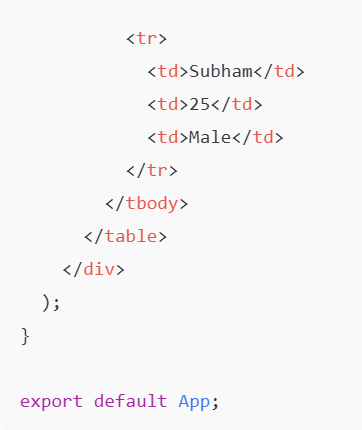 <tr>
            <td>Subham</td>
            <td>25</td>
            <td>Male</td>
          </tr>
        </tbody>
      </table>
    </div>
  );
}

export default App;